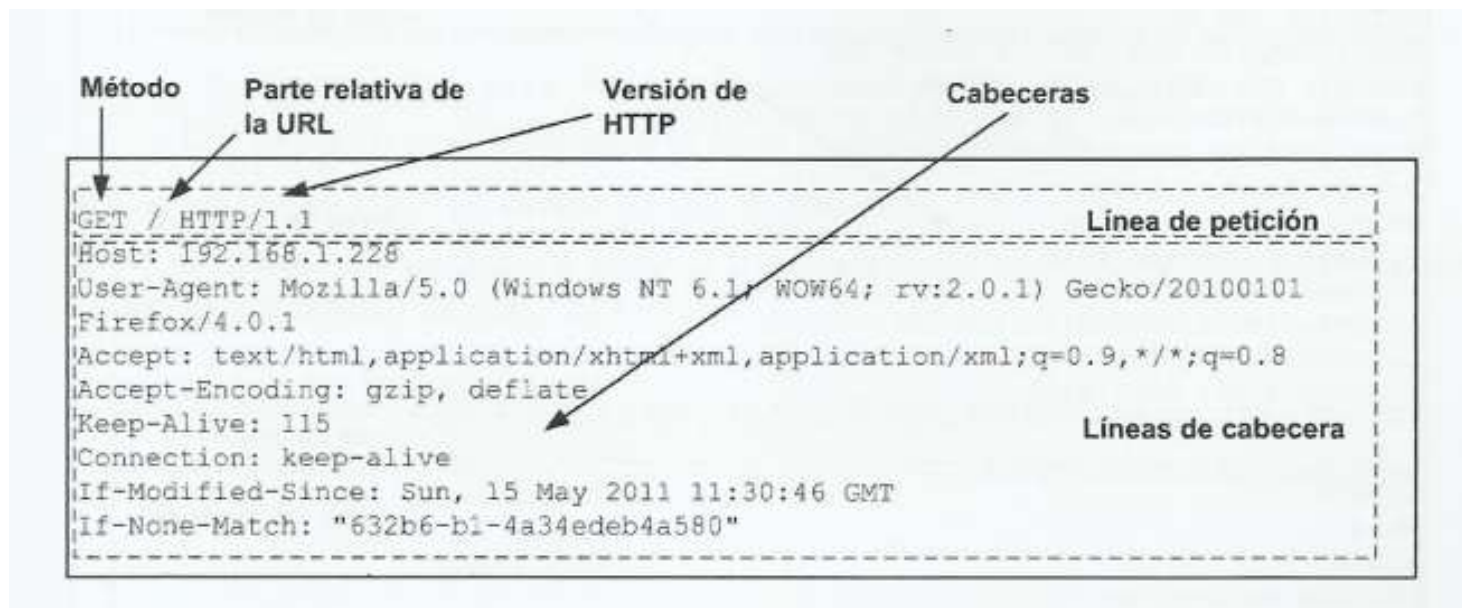 Método
Parte relativa de
la URL
Versión de
HTTP
Cabeceras
GET / HTTP/1.1
Línea de petición
Host: 192.168.1.228
User-Agent: Mozilla/5.0 (Windows NT 6.1; WOW64; rv:2.0.1) Gecko/20100101
Firefox/4.0.1
Accept: text/html,application/xhtml+xml,application/xml;q=0.9,*/*;q=0.8
Accept-Encoding: gzip, deflate
Keep-Alive: 115
Líneas de cabecera
Connection: keep-alive
If-Modified-Since: Sun, 15 May 2011 11:30:46 GMT
If-None-Match: "632b6-b1-4a34edeb4a580"